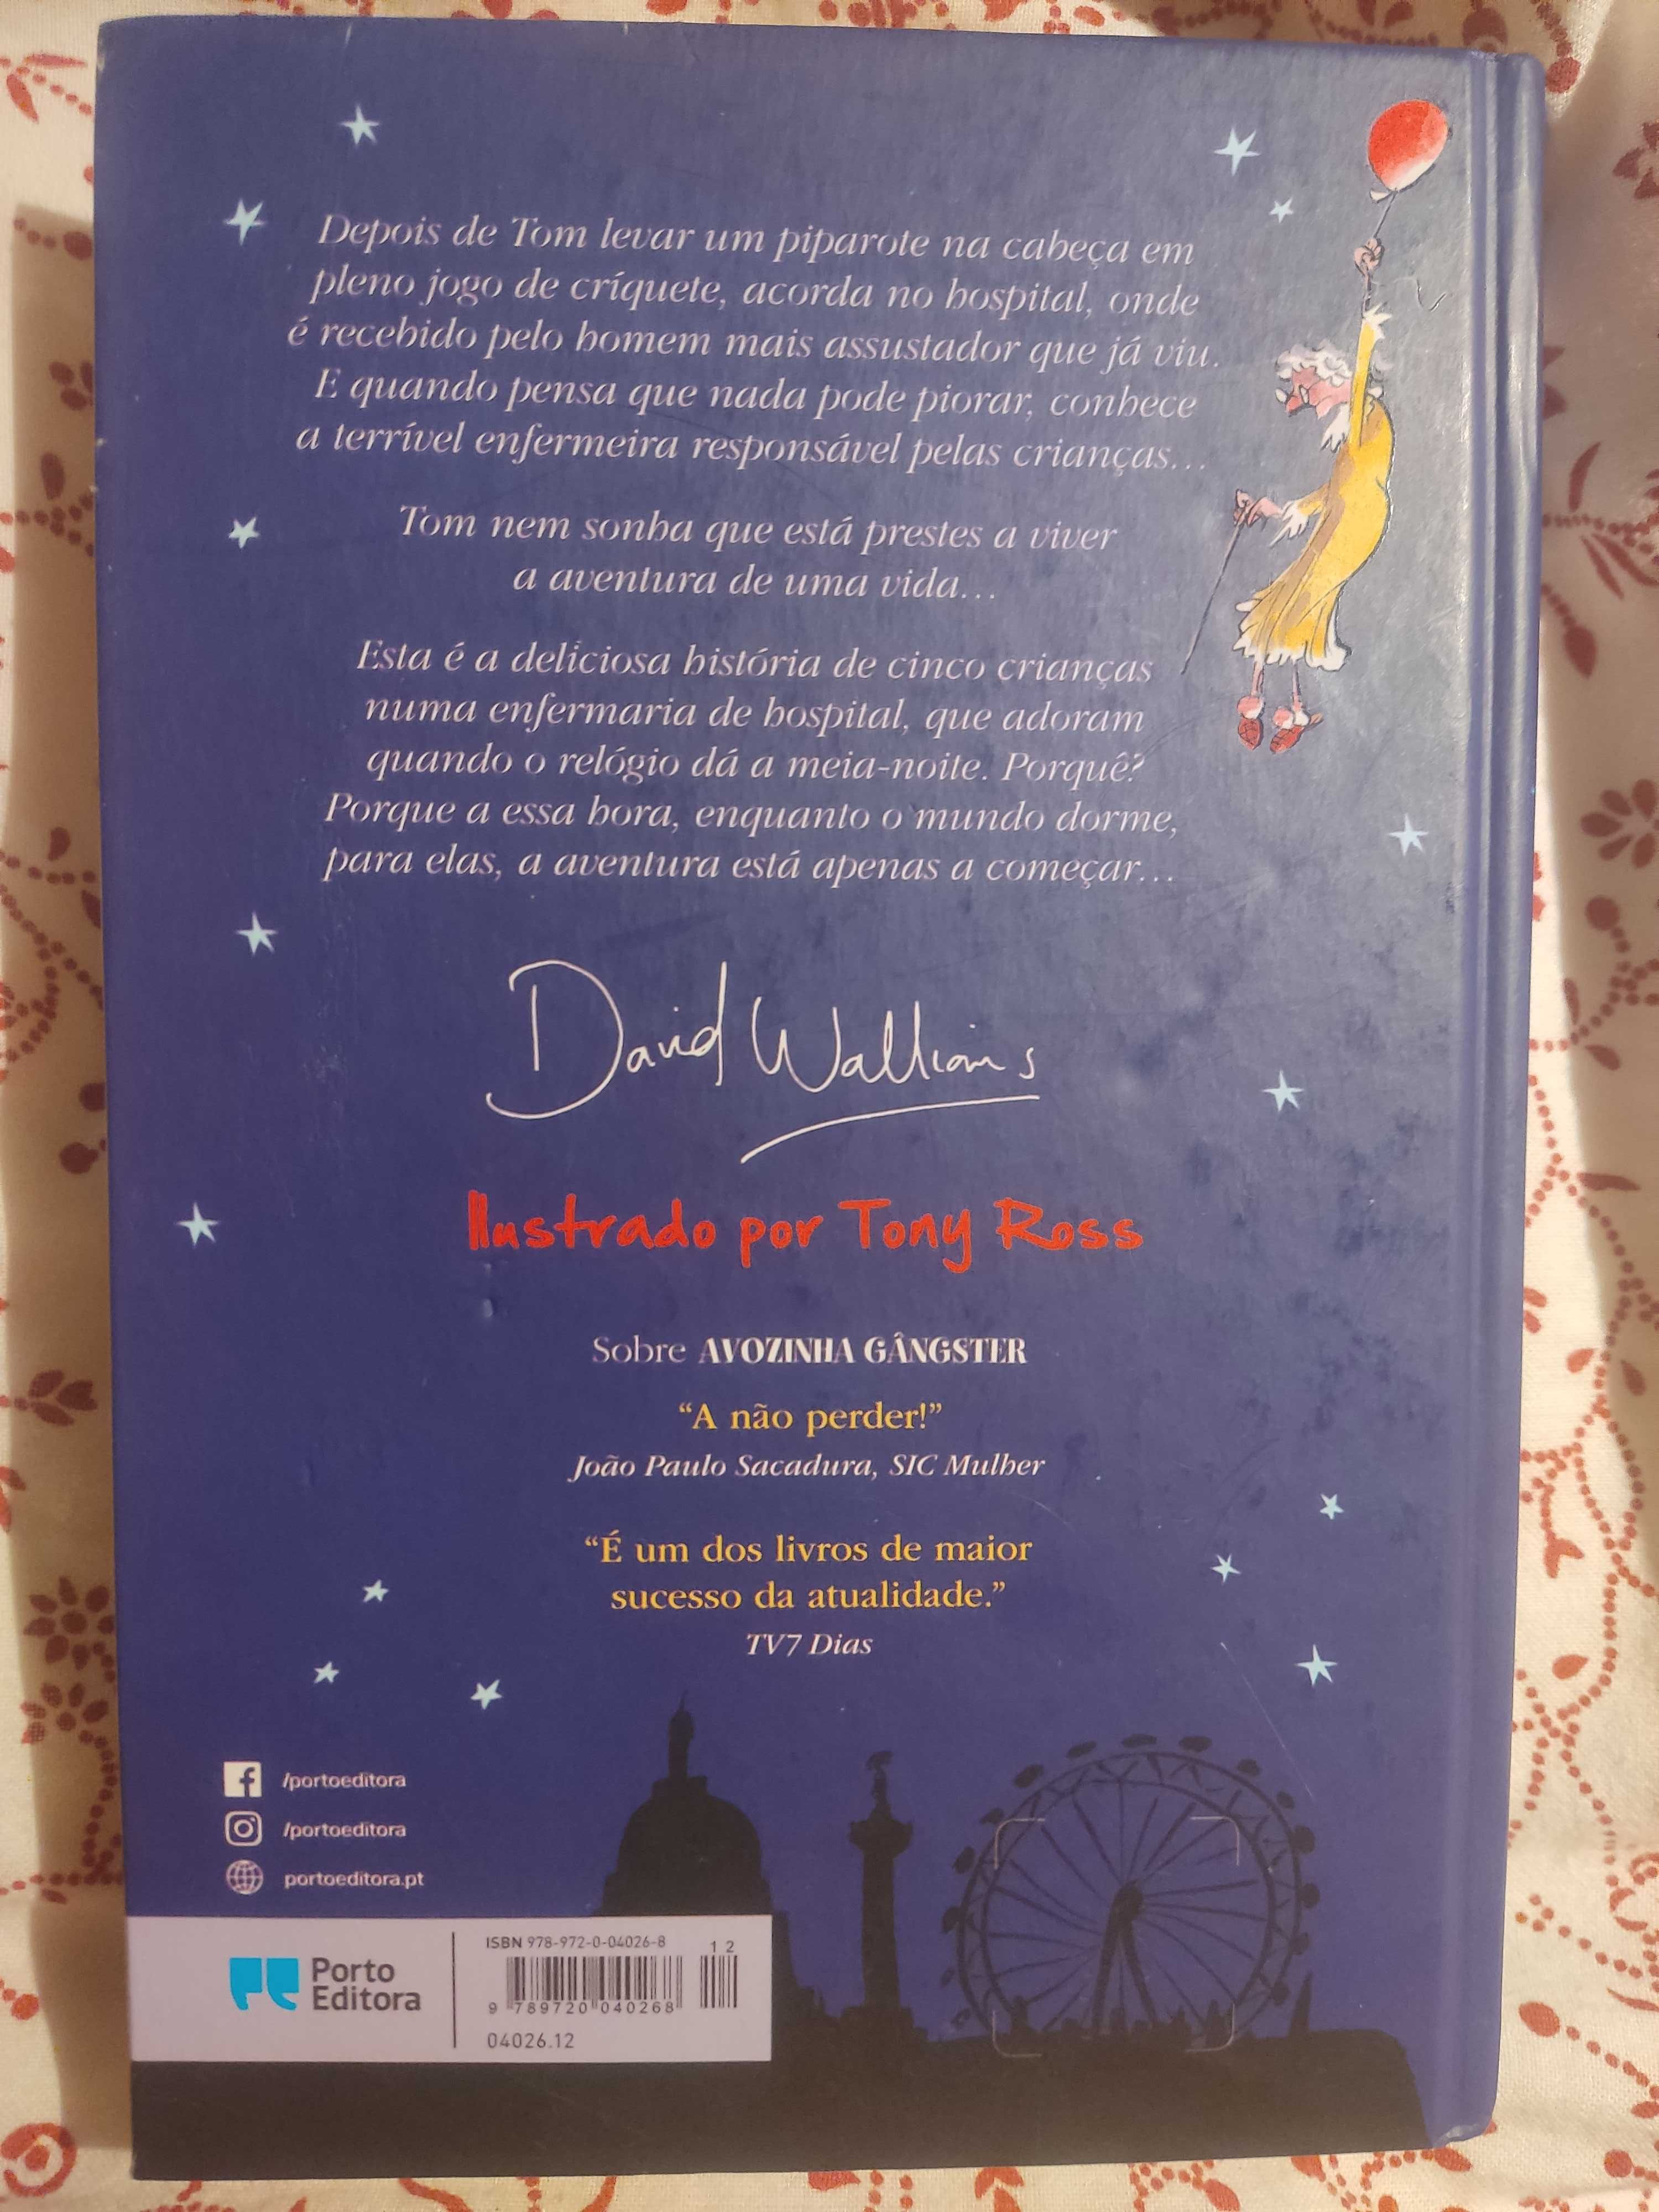 Depois de Tom levar um piparote na cabeça em
pleno jogo de críquete, acorda no hospital, onde
é recebido pelo homem mais assustador que já viu.
E quando pensa que nada pode piorar, conhece
a terrível enfermeira responsável pelas crianças...
Tom nem sonha que está prestes a viver
a aventura de uma vida...
Esta é a deliciosa história de cinco crianças
numa enfermaria de hospital, que adoram
quando o relógio dá a meia-noite. Porquê?
Porque a essa hora, enquanto o mundo dorme,
para elas, a aventura está apenas a começar...
David Walliams
Ilustrado por Tony Ross
Sobre AVOZINHA GÂNGSTER
“A não perder!”
João Paulo Sacadura, SIC Mulher
“É um dos livros de maior
sucesso da atualidade.”
TV7 Dias
/portoeditora
/portoeditora
portoeditora.pt
Porto
Editora
ISBN 978-972-0-04026-8
12
9 789720 040268
04026.12